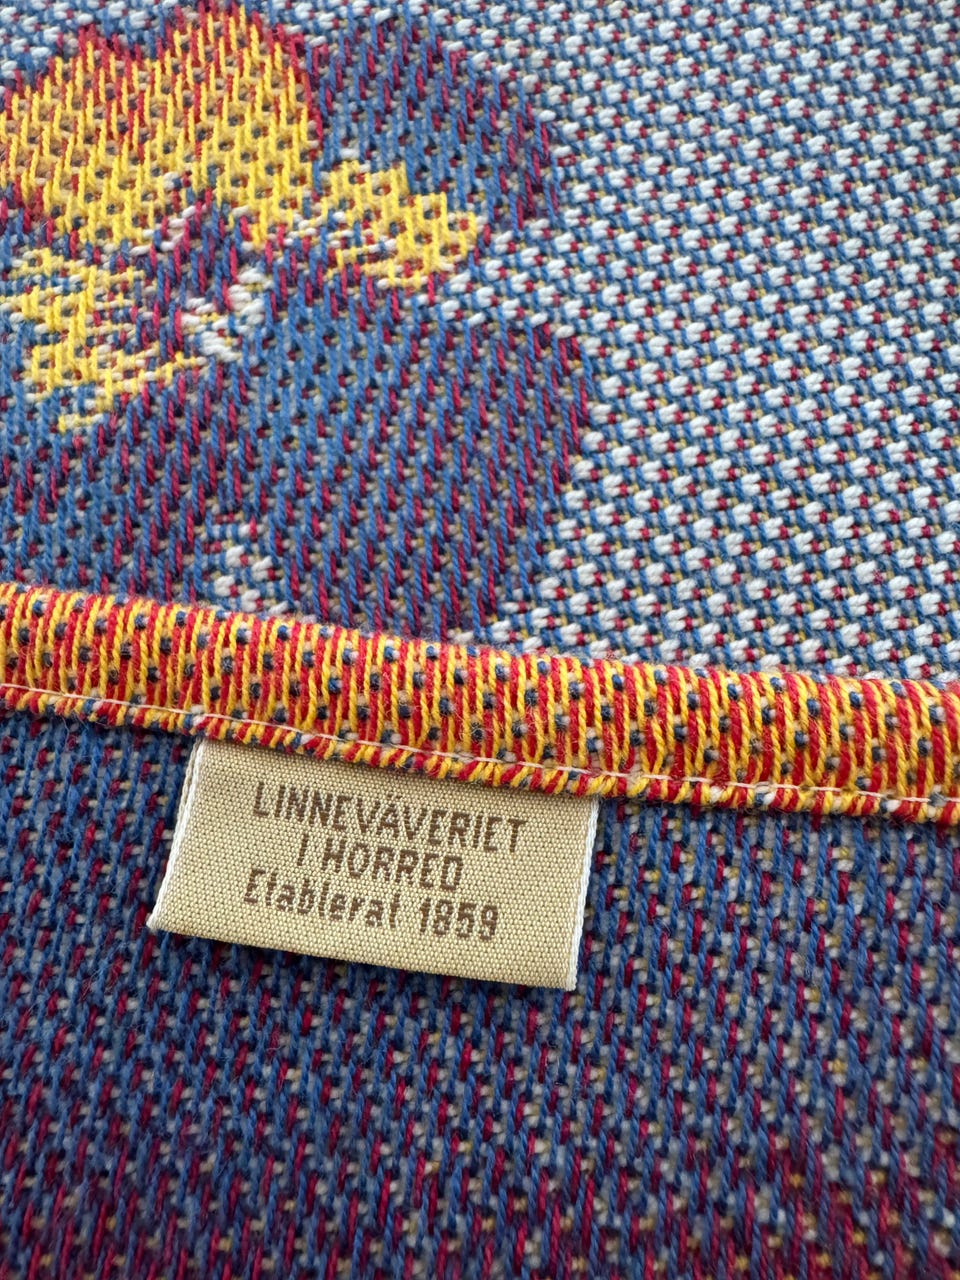 LINNEVÄVERIET
I HORRED
Etablerat 1859